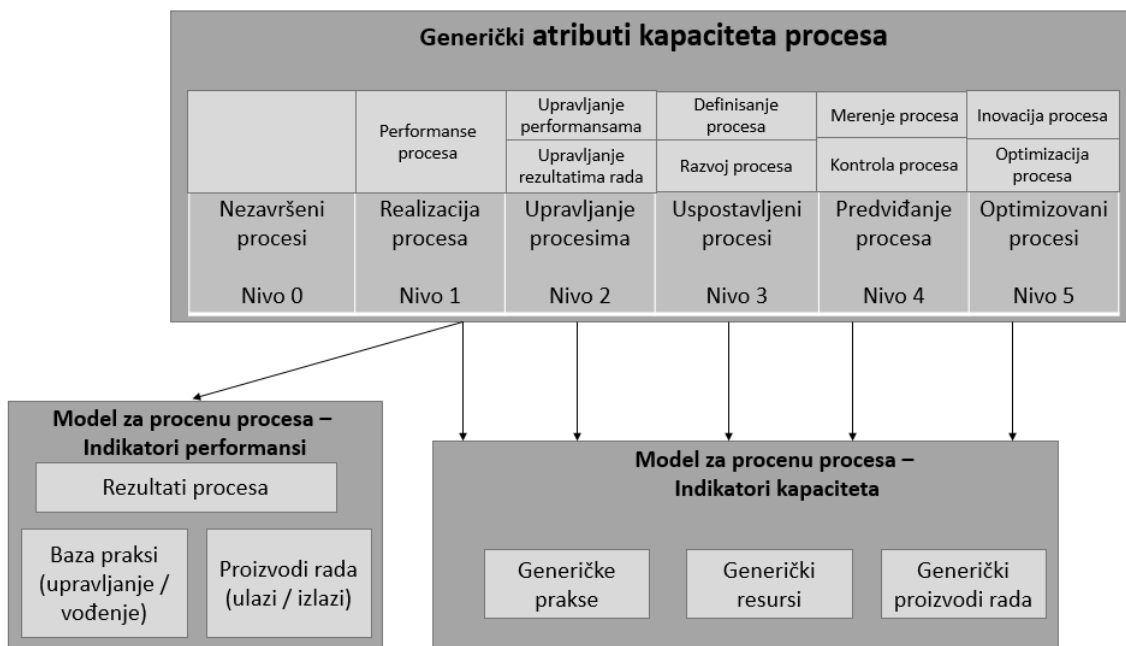 Generički atributi kapaciteta procesa
Performanse
procesa
Upravljanje
performansama
Upravljanje
rezultatima rada
Definisanje
procesa
Razvoj procesa
Merenje procesa
Kontrola procesa
Inovacija procesa
Optimizacija
procesa
Nezavršeni
procesi
Nivo 0
Realizacija
procesa
Nivo 1
Upravljanje
procesima
Nivo 2
Uspostavljeni
procesi
Nivo 3
Predviđanje
procesa
Nivo 4
Optimizovani
procesi
Nivo 5
Model za procenu procesa –
Indikatori performansi
Rezultati procesa
Baza praksi
(upravljanje /
vođenje)
Proizvodi rada
(ulazi / izlazi)
Model za procenu procesa –
Indikatori kapaciteta
Generičke
prakse
Generički
resursi
Generički
proizvodi rada